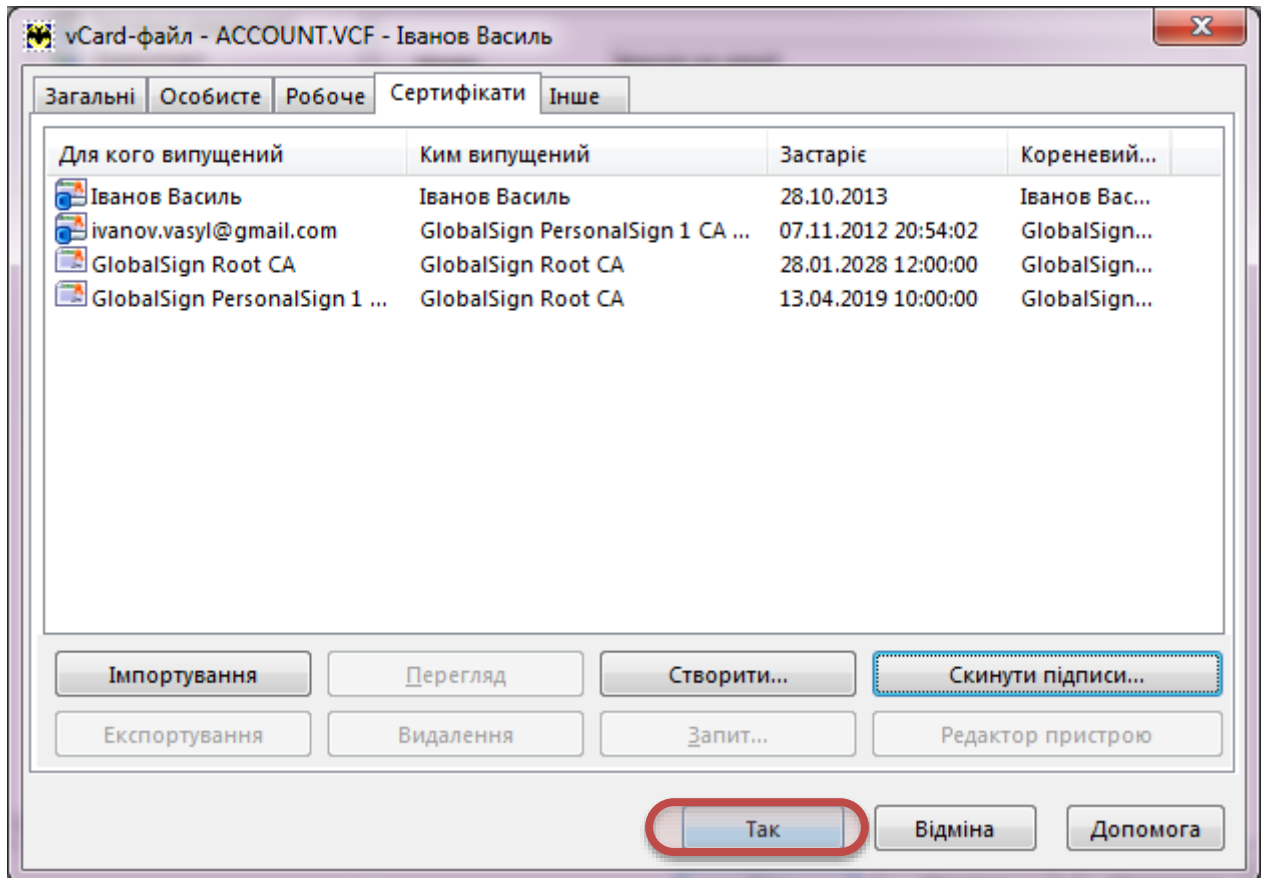 vCard-файл - ACCOUNT.VCF - Іванов Василь
Загальні Особисте Робоче Сертифікати Інше
Для кого випущений Ким випущений Застаріє Кореневий...
Іванов Василь Іванов Василь 28.10.2013 Іванов Вас...
ivanov.vasyl@gmail.com GlobalSign PersonalSign 1 CA ... 07.11.2012 20:54:02 GlobalSign...
GlobalSign Root CA GlobalSign Root CA 28.01.2028 12:00:00 GlobalSign...
GlobalSign PersonalSign 1 ... GlobalSign Root CA 13.04.2019 10:00:00 GlobalSign...
Імпортування Перегляд Створити... Скинути підписи...
Експортування Видалення Запит... Редактор пристрою
Так Відміна Допомога